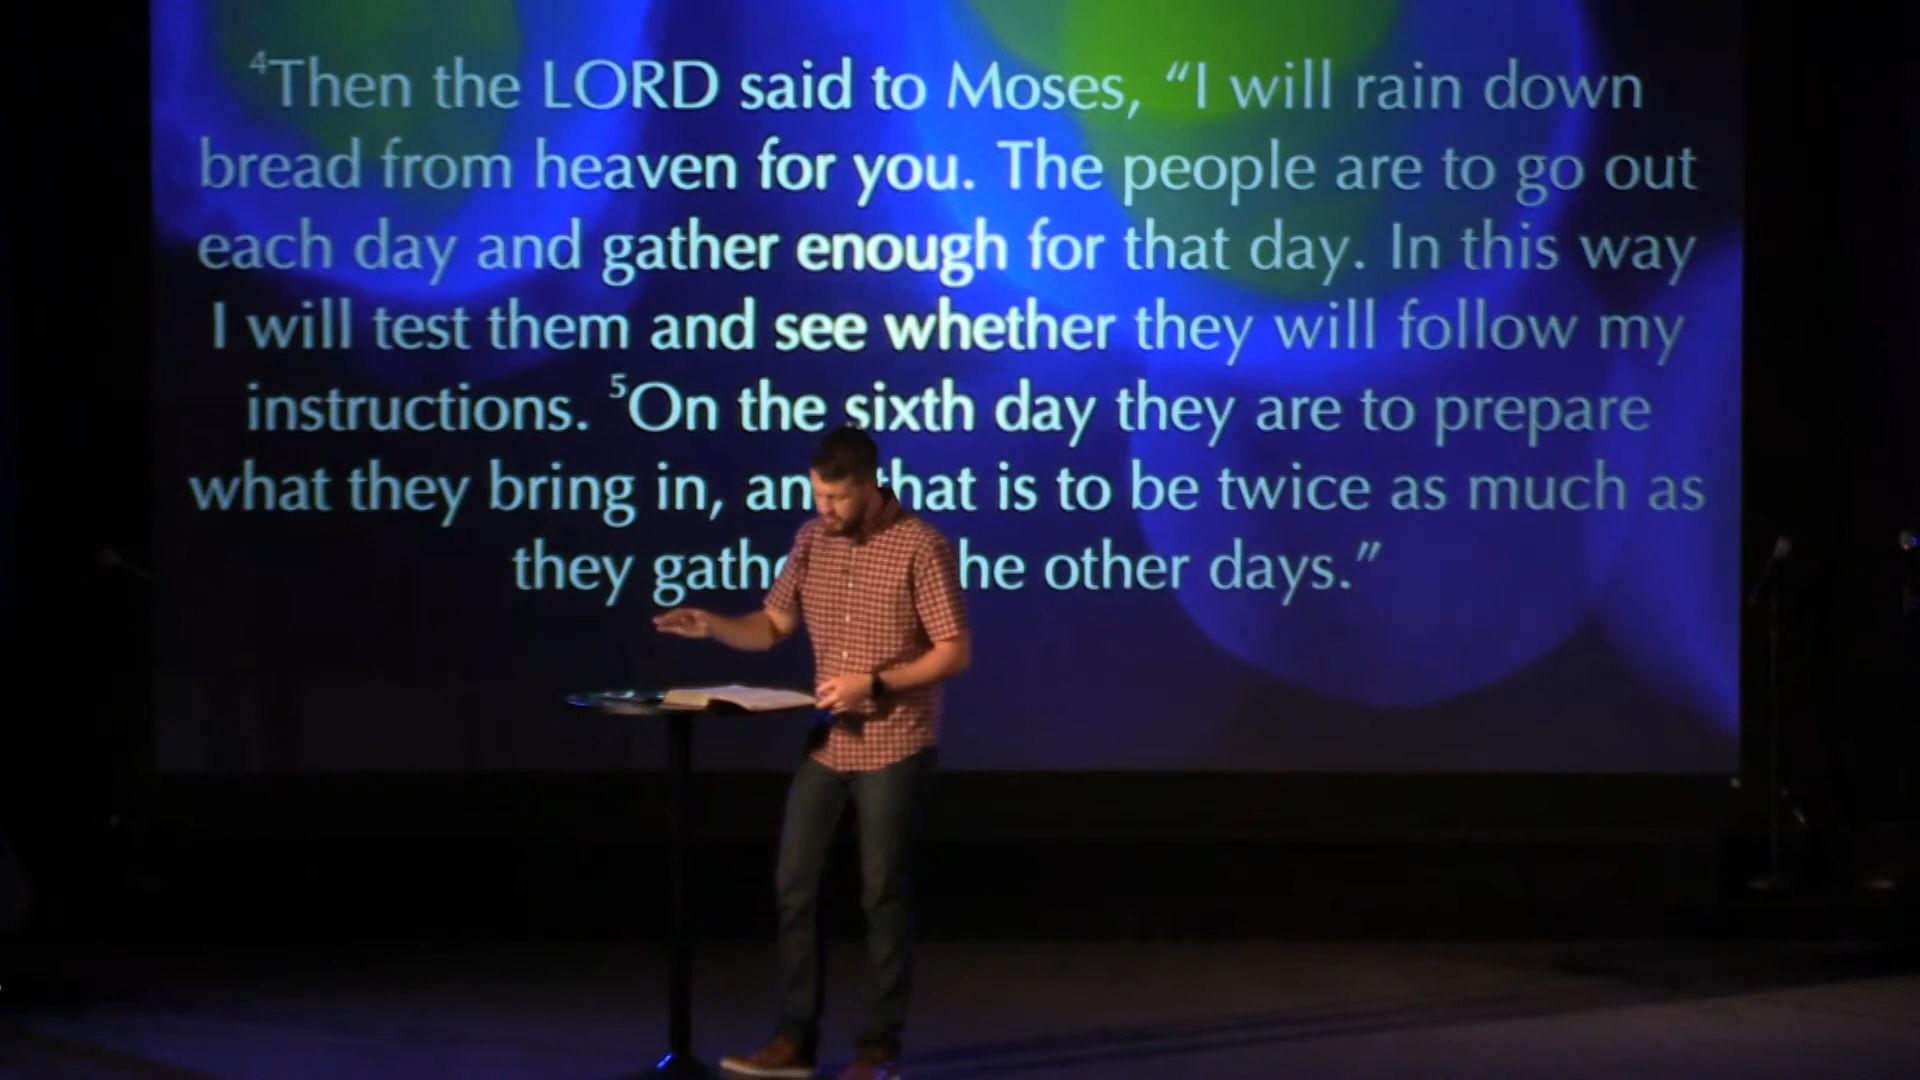 ⁴Then the LORD said to Moses, “I will rain down
bread from heaven for you. The people are to go out
each day and gather enough for that day. In this way
I will test them and see whether they will follow my
instructions. ⁵On the sixth day they are to prepare
what they bring in, an that is to be twice as much as
they gath he other days.”